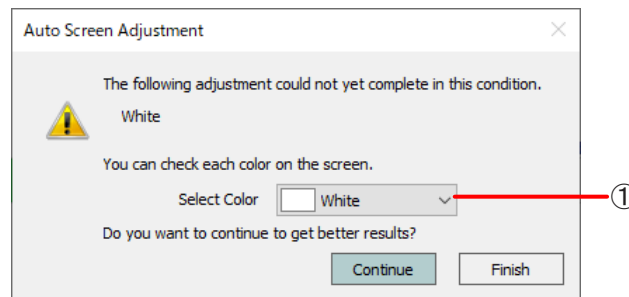 Auto Screen Adjustment
The following adjustment could not yet complete in this condition.
White
You can check each color on the screen.
Select Color White ①
Do you want to continue to get better results?
Continue Finish